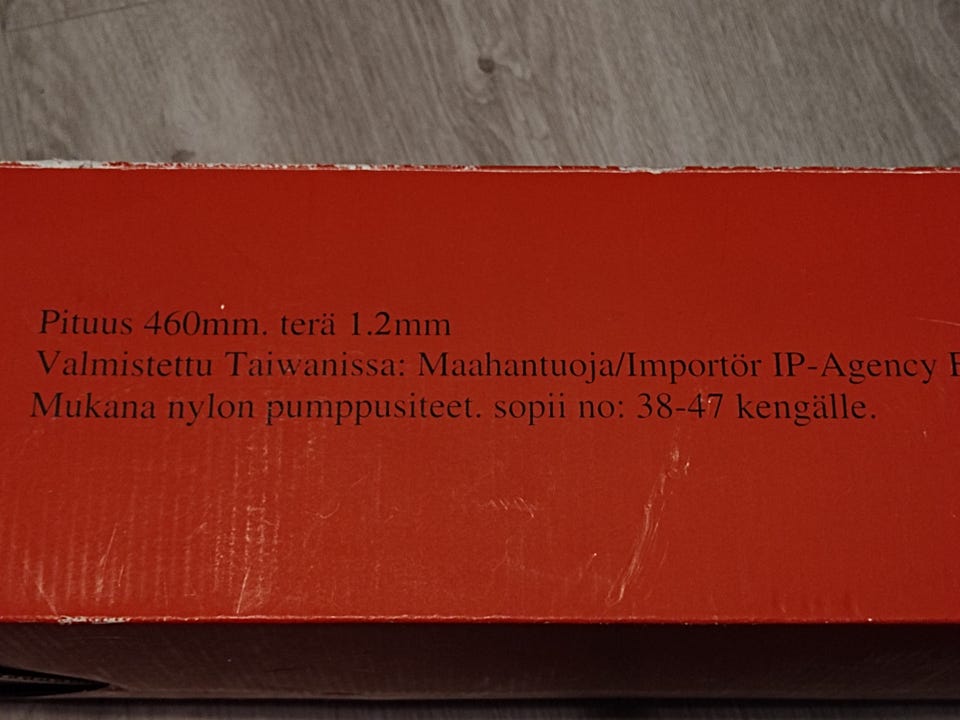 Pituus 460mm. terä 1.2mm
Valmistettu Taiwanissa: Maahantuoja/Importör IP-Agency
Mukana nylon pumppusiteet. sopii no: 38-47 kengälle.